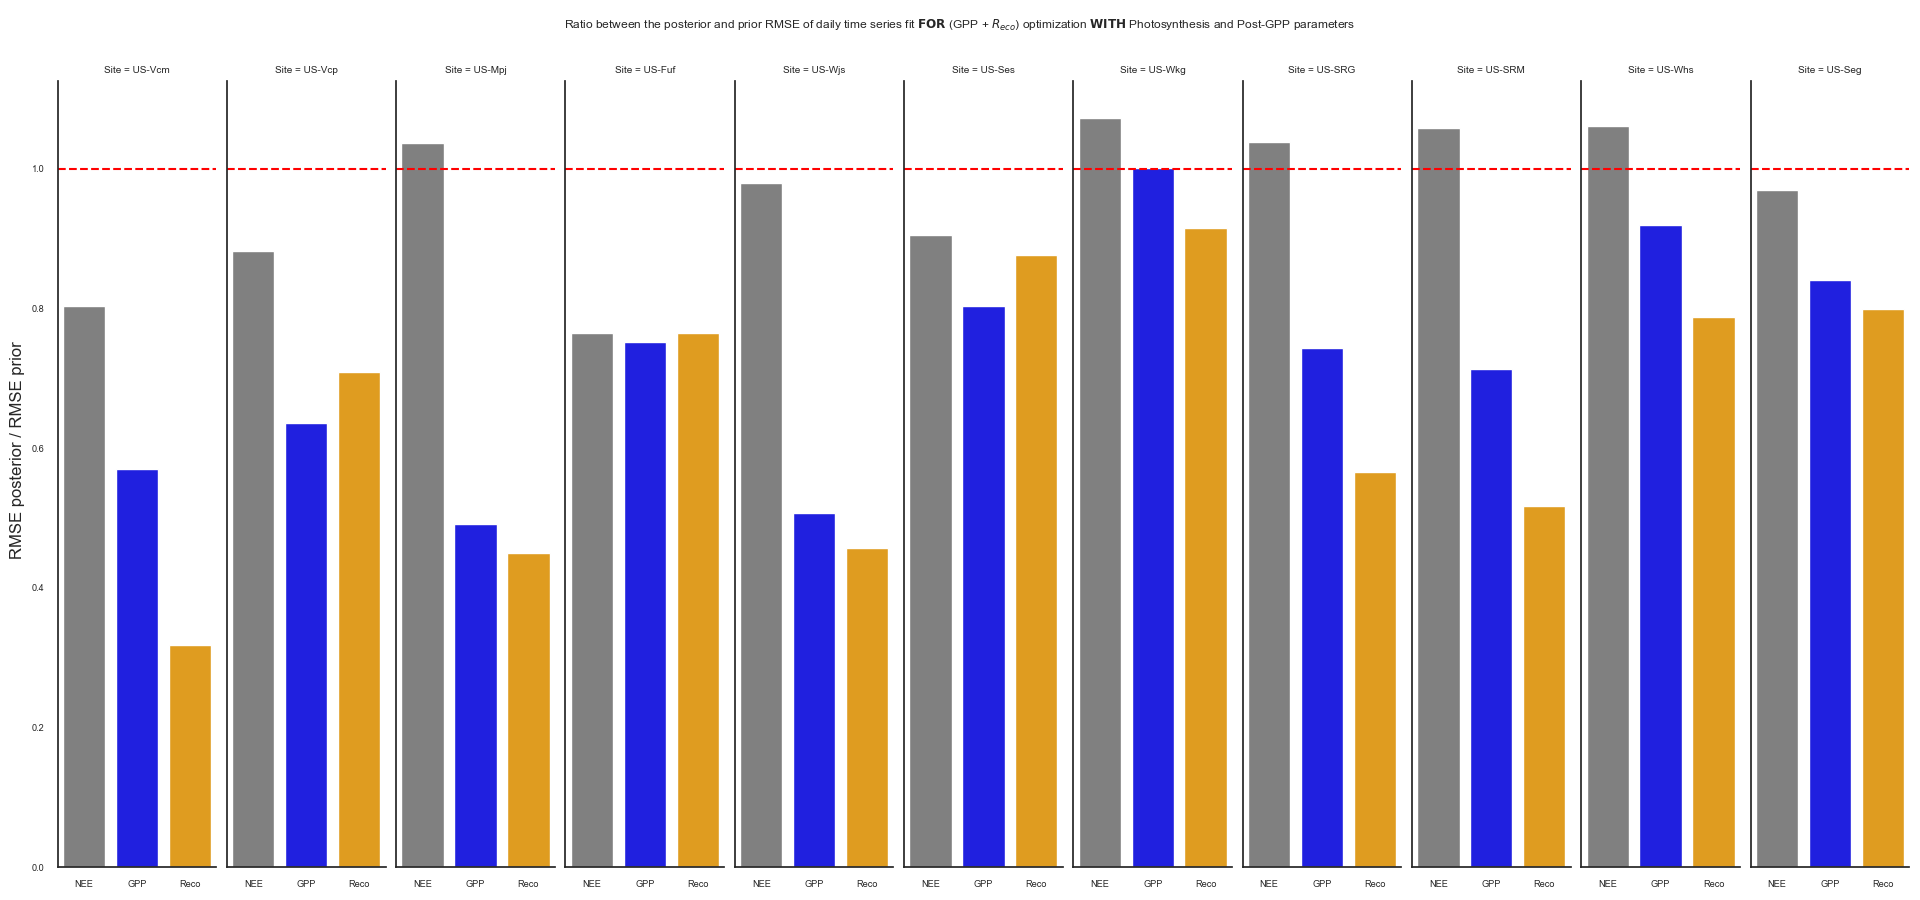 Ratio between the posterior and prior RMSE of daily time series fit FOR (GPP + R_eco) optimization WITH Photosynthesis and Post-GPP parameters
Site = US-Vcm Site = US-Vcp Site = US-Mpj Site = US-Fuf Site = US-Wjs Site = US-Ses Site = US-Wkg Site = US-SRG Site = US-SRM Site = US-Whs Site = US-Seg
RMSE posterior / RMSE prior
1.0
0.8
0.6
0.4
0.2
0.0
NEE GPP Reco NEE GPP Reco NEE GPP Reco NEE GPP Reco NEE GPP Reco NEE GPP Reco NEE GPP Reco NEE GPP Reco NEE GPP Reco NEE GPP Reco NEE GPP Reco